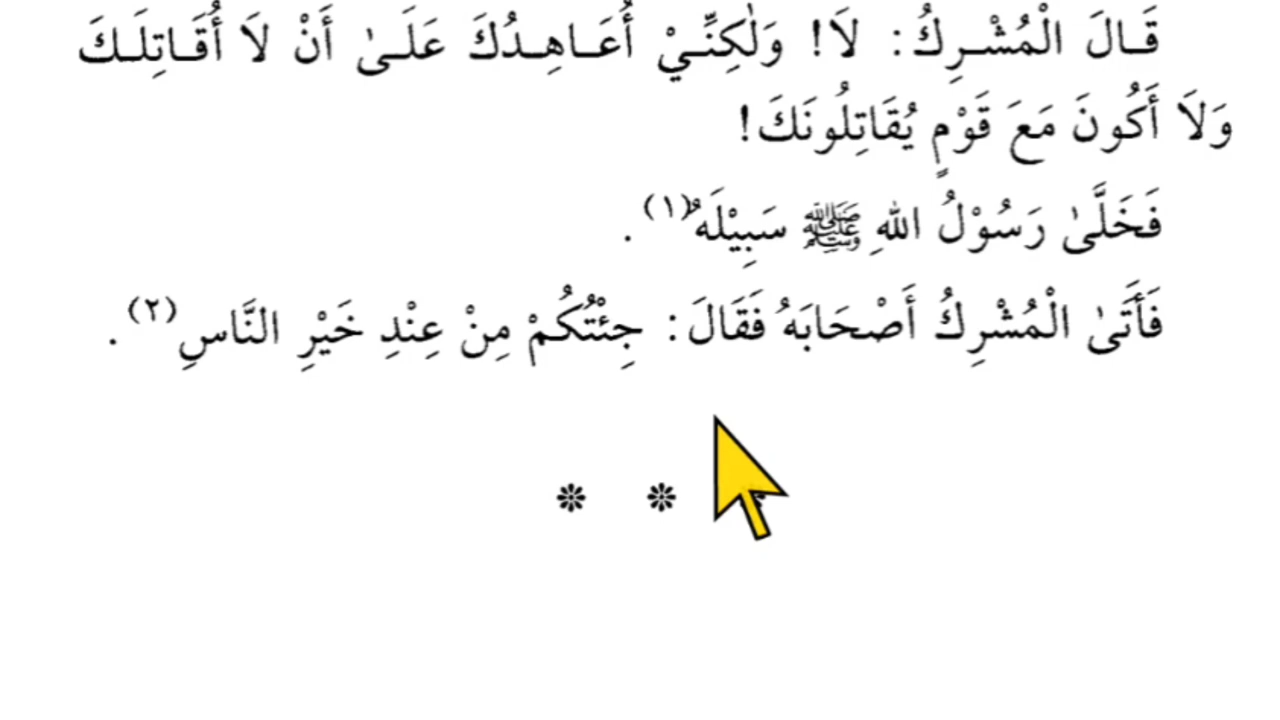 قَالَ الْمُشْرِكُ: لَا! وَلٰكِنِّيْ أُعَاهِدُكَ عَلَىٰ أَنْ لَا أُقَاتِلَكَ
وَلَا أَكُونَ مَعَ قَوْمٍ يُقَاتِلُونَكَ!
فَخَلَّىٰ رَسُوْلُ اللهِ ﷺ سَبِيْلَهُ(١).
فَأَتَىٰ الْمُشْرِكُ أَصْحَابَهُ فَقَالَ: جِئْتُكُمْ مِنْ عِنْدِ خَيْرِ النَّاسِ(٢).